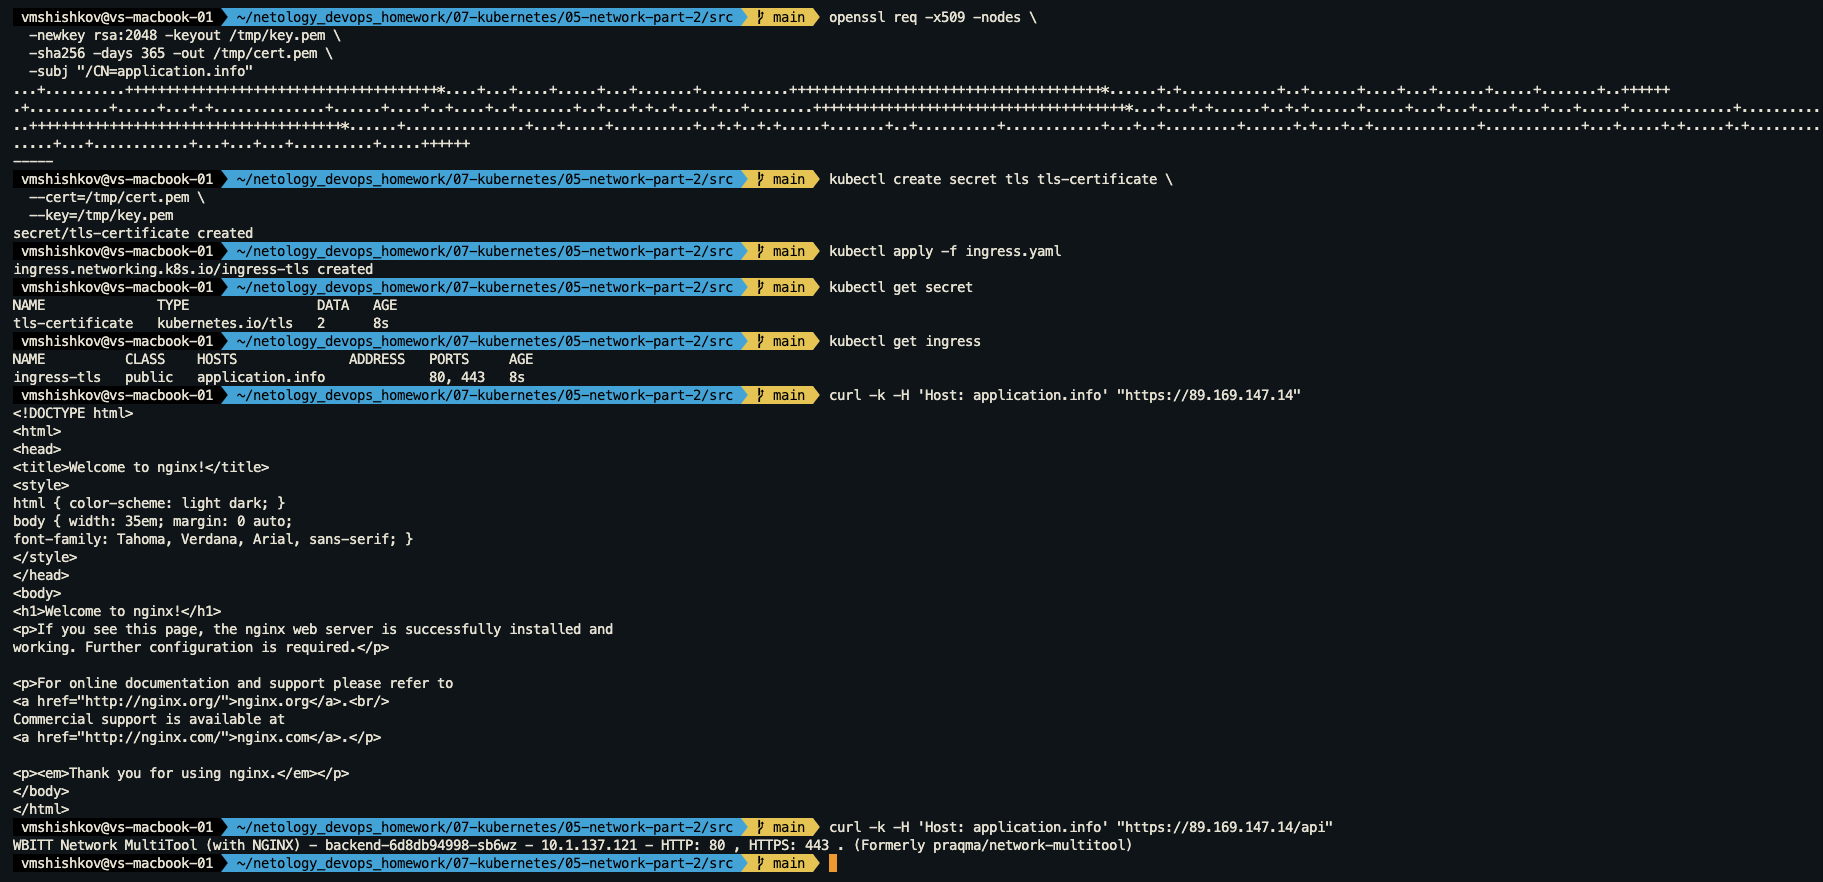 vmshishkov@vs-macbook-01 ~/netology_devops_homework/07-kubernetes/05-network-part-2/src main openssl req -x509 -nodes \
-newkey rsa:2048 -keyout /tmp/key.pem \
-sha256 -days 365 -out /tmp/cert.pem \
-subj "/CN=application.info"
-----
vmshishkov@vs-macbook-01 ~/netology_devops_homework/07-kubernetes/05-network-part-2/src main kubectl create secret tls tls-certificate \
--cert=/tmp/cert.pem \
--key=/tmp/key.pem
secret/tls-certificate created
vmshishkov@vs-macbook-01 ~/netology_devops_homework/07-kubernetes/05-network-part-2/src main kubectl apply -f ingress.yaml
ingress.networking.k8s.io/ingress-tls created
vmshishkov@vs-macbook-01 ~/netology_devops_homework/07-kubernetes/05-network-part-2/src main kubectl get secret
NAME TYPE DATA AGE
tls-certificate kubernetes.io/tls 2 8s
vmshishkov@vs-macbook-01 ~/netology_devops_homework/07-kubernetes/05-network-part-2/src main kubectl get ingress
NAME CLASS HOSTS ADDRESS PORTS AGE
ingress-tls public application.info 80, 443 8s
vmshishkov@vs-macbook-01 ~/netology_devops_homework/07-kubernetes/05-network-part-2/src main curl -k -H 'Host: application.info' "https://89.169.147.14"
<!DOCTYPE html>
<html>
<head>
<title>Welcome to nginx!</title>
<style>
html { color-scheme: light dark; }
body { width: 35em; margin: 0 auto;
font-family: Tahoma, Verdana, Arial, sans-serif; }
</style>
</head>
<body>
<h1>Welcome to nginx!</h1>
<p>If you see this page, the nginx web server is successfully installed and
working. Further configuration is required.</p>
<p>For online documentation and support please refer to
<a href="http://nginx.org/">nginx.org</a>.<br/>
Commercial support is available at
<a href="http://nginx.com/">nginx.com</a>.</p>
<p><em>Thank you for using nginx.</em></p>
</body>
</html>
vmshishkov@vs-macbook-01 ~/netology_devops_homework/07-kubernetes/05-network-part-2/src main curl -k -H 'Host: application.info' "https://89.169.147.14/api"
WBITT Network MultiTool (with NGINX) - backend-6d8db94998-sb6wz - 10.1.137.121 - HTTP: 80 , HTTPS: 443 . (Formerly praqma/network-multitool)
vmshishkov@vs-macbook-01 ~/netology_devops_homework/07-kubernetes/05-network-part-2/src main